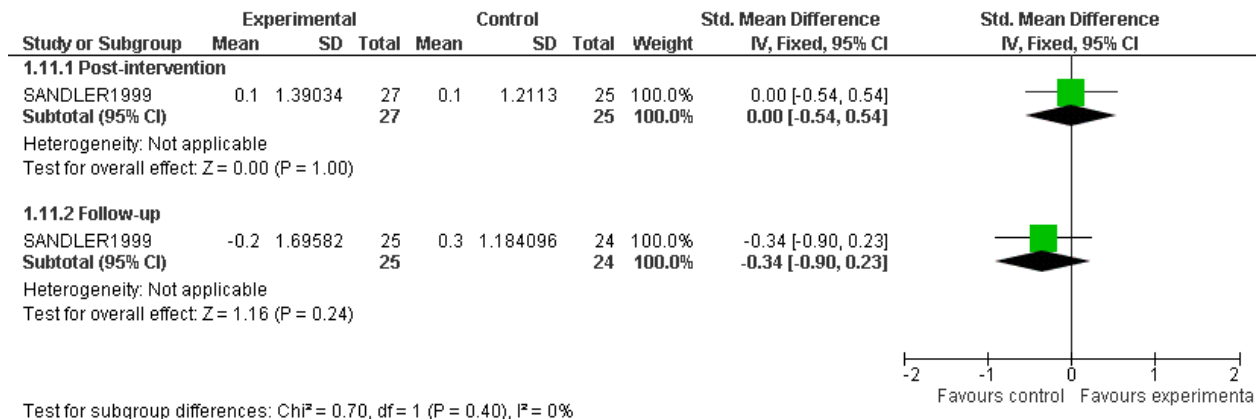 Experimental Control Std. Mean Difference Std. Mean Difference
Study or Subgroup Mean SD Total Mean SD Total Weight IV, Fixed, 95% CI IV, Fixed, 95% CI
1.11.1 Post-intervention
SANDLER1999 0.1 1.39034 27 0.1 1.2113 25 100.0% 0.00 [-0.54, 0.54]
Subtotal (95% CI) 27 25 100.0% 0.00 [-0.54, 0.54]
Heterogeneity: Not applicable
Test for overall effect: Z = 0.00 (P = 1.00)
1.11.2 Follow-up
SANDLER1999 -0.2 1.69582 25 0.3 1.184096 24 100.0% -0.34 [-0.90, 0.23]
Subtotal (95% CI) 25 24 100.0% -0.34 [-0.90, 0.23]
Heterogeneity: Not applicable
Test for overall effect: Z = 1.16 (P = 0.24)
-2 -1 0 1 2
Favours control Favours experimenta
Test for subgroup differences: Chi² = 0.70, df = 1 (P = 0.40), I² = 0%